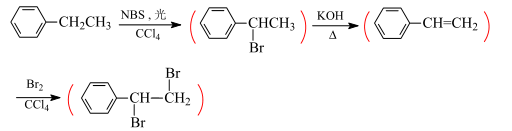 CH₂CH₃ NBS , 光 CCl₄ ( CHCH₃ Br ) KOH Δ ( CH=CH₂ )
Br₂ CCl₄ ( CH—CH₂ Br Br )